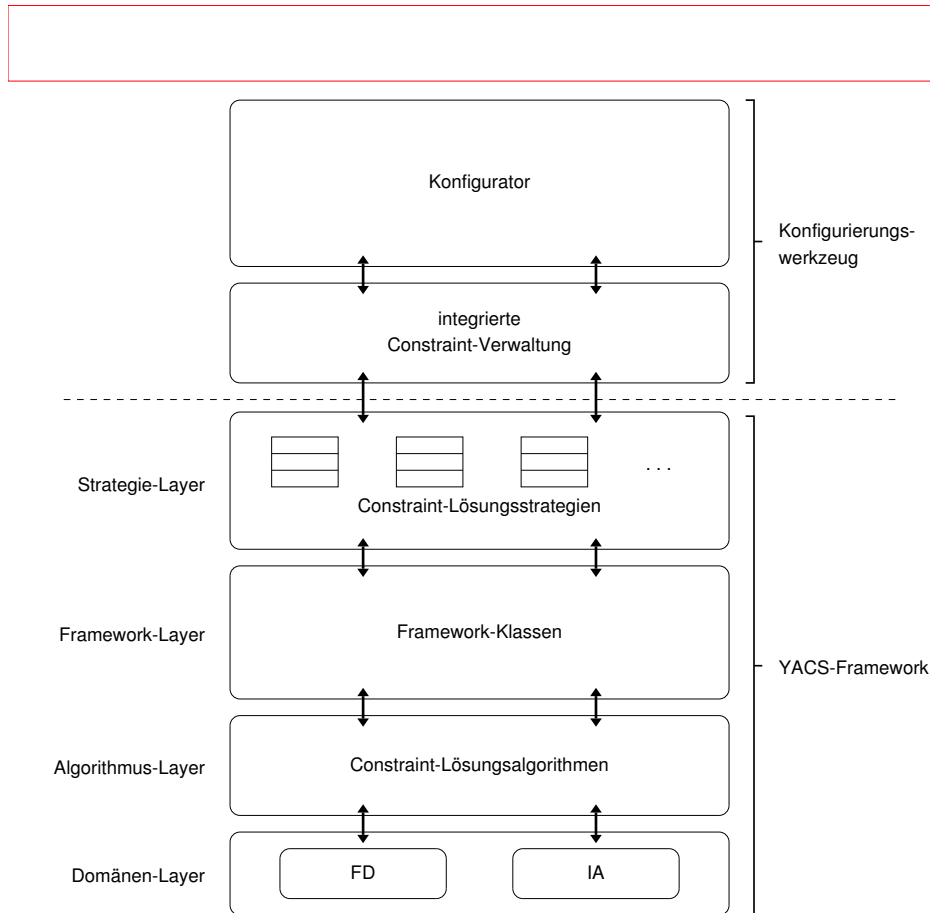 Konfigurator
Konfigurierungs-
werkzeug
integrierte
Constraint-Verwaltung
Strategie-Layer
. . .
Constraint-Lösungsstrategien
Framework-Layer
Framework-Klassen
YACS-Framework
Algorithmus-Layer
Constraint-Lösungsalgorithmen
Domänen-Layer
FD
IA